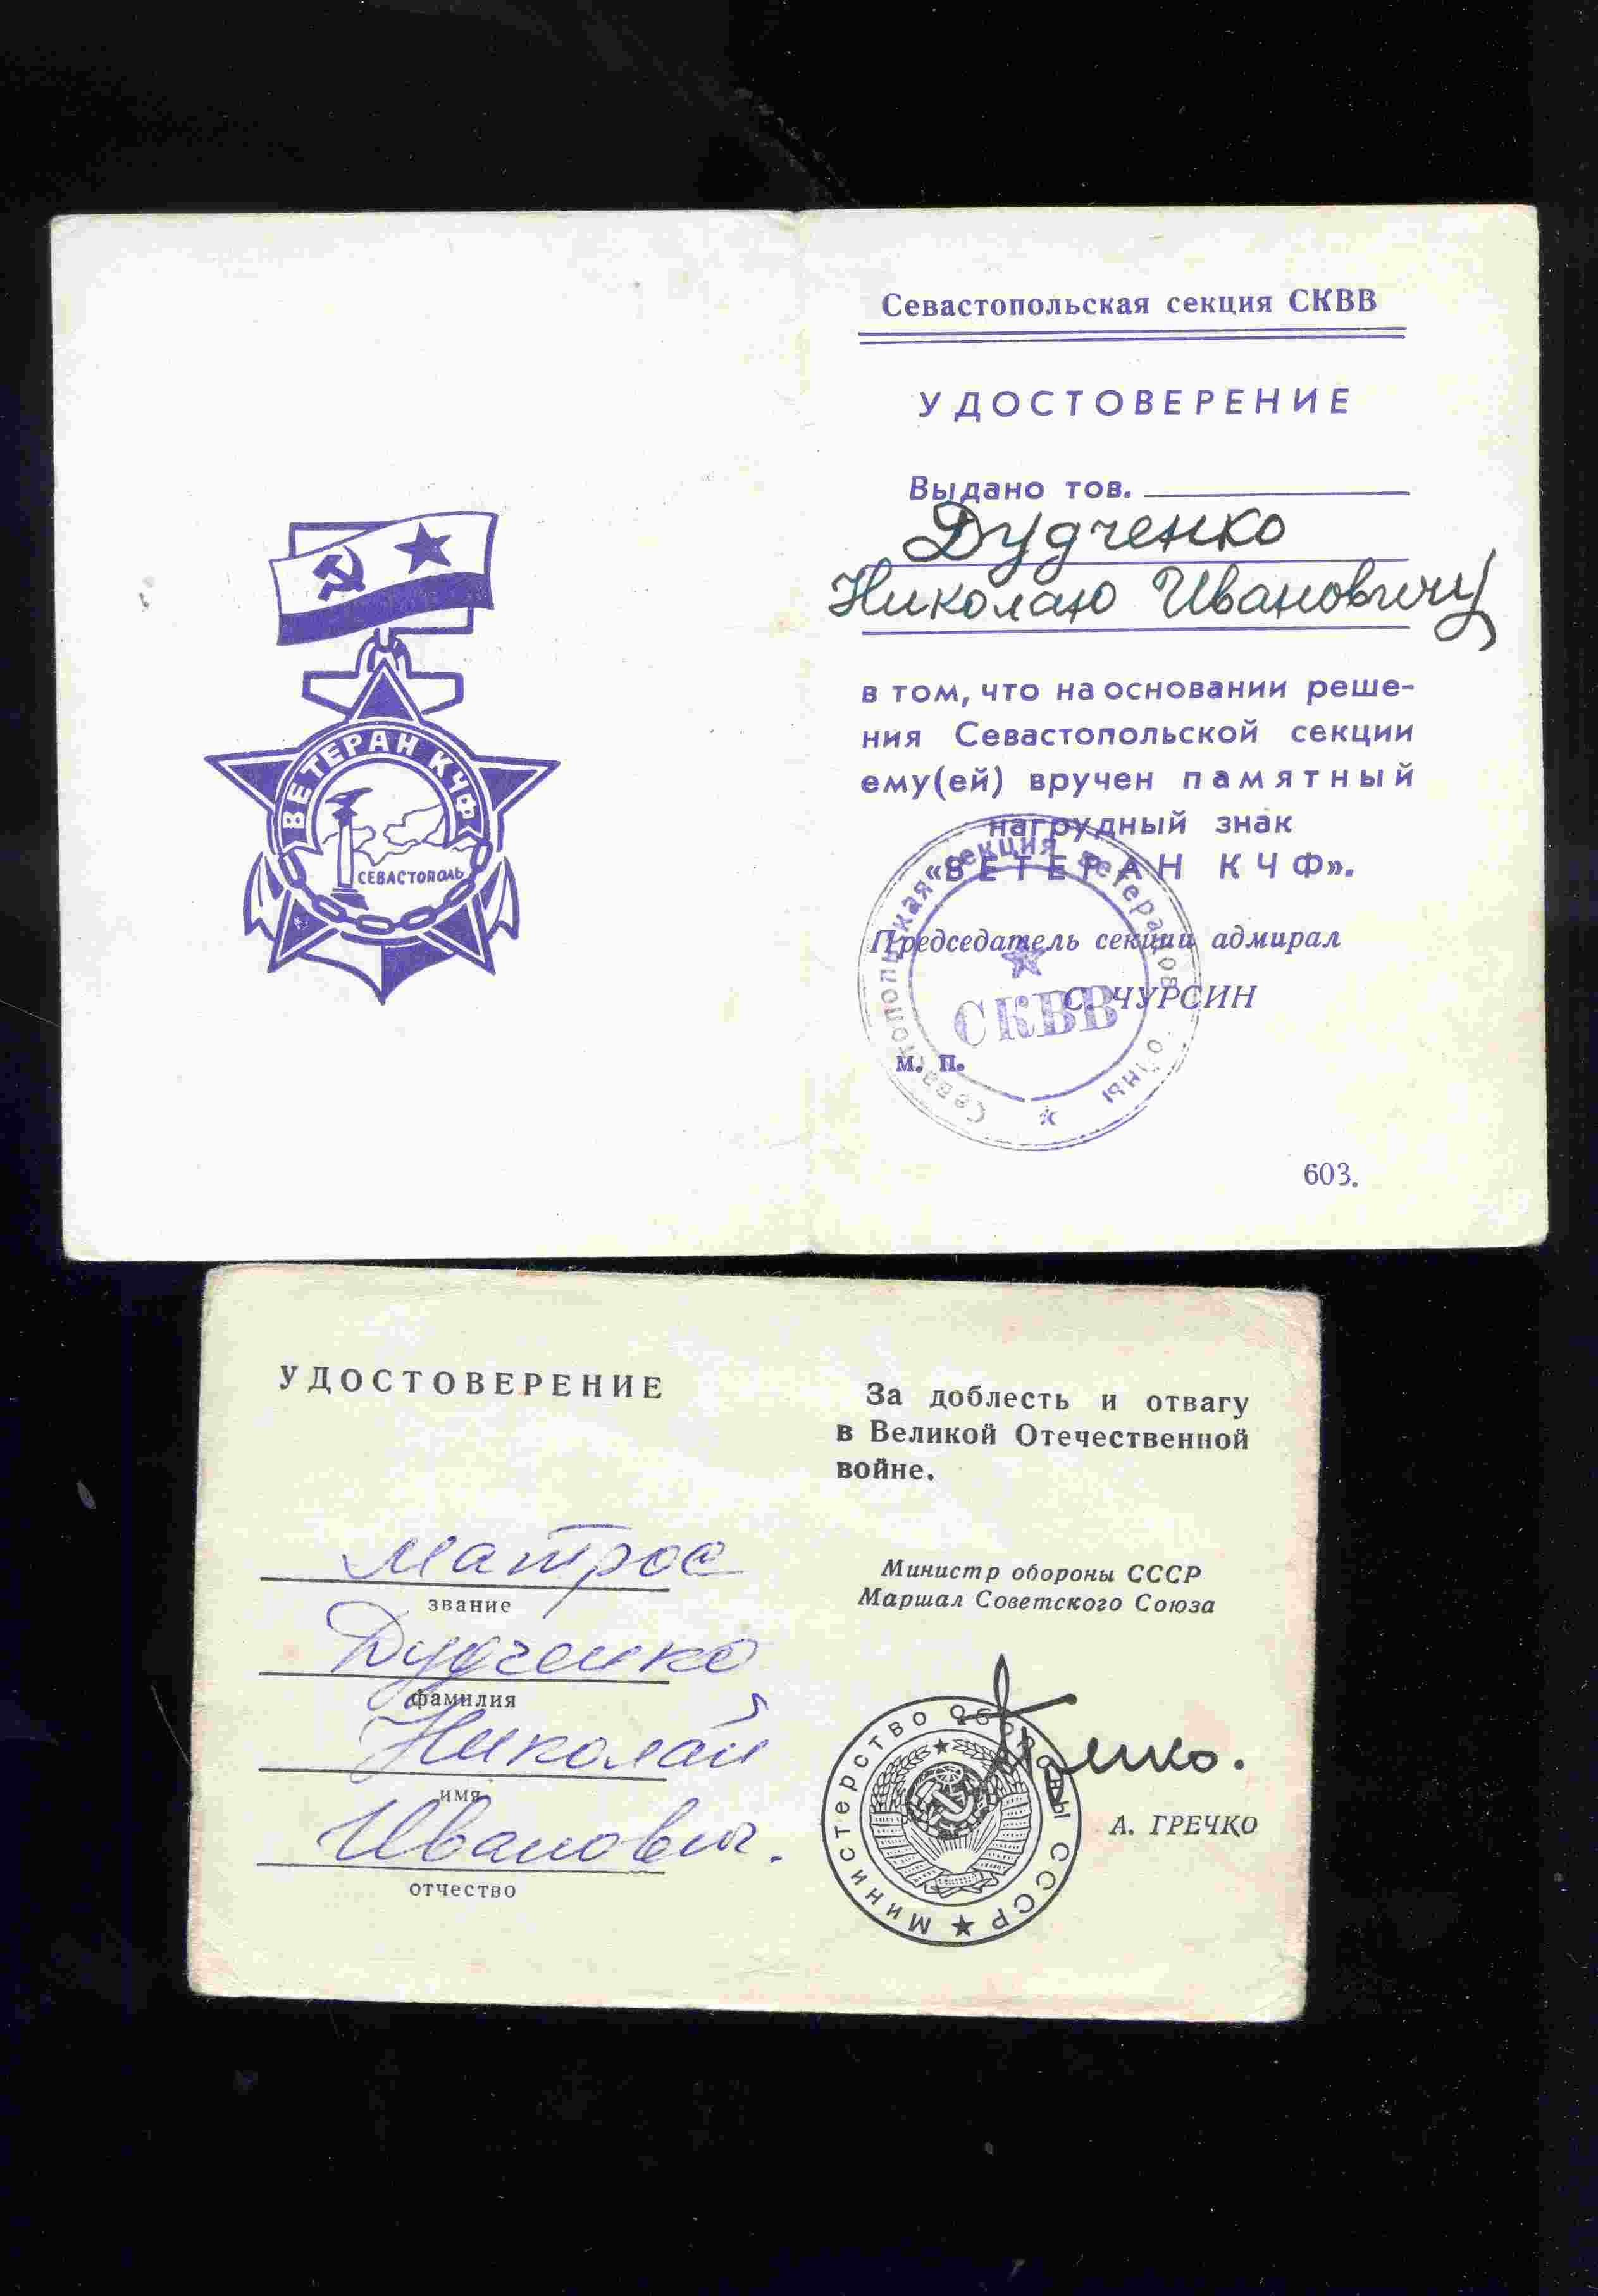 Севастопольская секция СКВВ
УДОСТОВЕРЕНИЕ
Выдано тов.
Дудченко
Николаю Ивановичу
в том, что на основании реше-
ния Севастопольской секции
ему(ей) вручен памятный
нагрудный знак
«ВЕТЕРАН КЧФ».
Председатель секции адмирал
С. ЧУРСИН
М. П.
Севастопольская секция ветеранов
СКВВ
603.
ВЕТЕРАН КЧФ
СЕВАСТОПОЛЬ
УДОСТОВЕРЕНИЕ
матрос
звание
Дудченко
фамилия
Николай
имя
Иванович.
отчество
За доблесть и отвагу
в Великой Отечественной
войне.
Министр обороны СССР
Маршал Советского Союза
Министерство обороны СССР
А. ГРЕЧКО